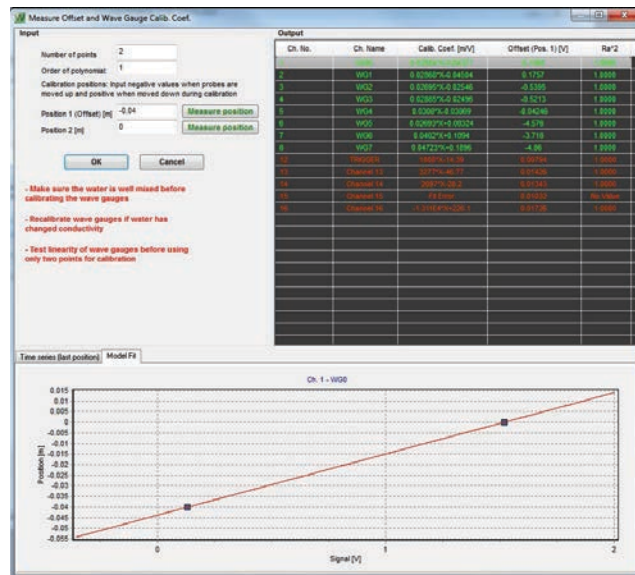 Measure Offset and Wave Gauge Calib. Coef.
Input
Number of points 2
Order of polynomial: 1
Calibration positions: Input negative values when probes are
moved up and positive when moved down during calibration
Position 1 (Offset) [m] -0.04 Measure position
Position 2 [m] 0 Measure position
OK Cancel
- Make sure the water is well mixed before
calibrating the wave gauges
- Recalibrate wave gauges if water has
changed conductivity
- Test linearity of wave gauges before using
only two points for calibration
Output
Ch. No. Ch. Name Calib. Coef. [m/V] Offset (Pos. 1) [V] Ra^2
2 WG1 0.1757 1.0000
3 WG2 -0.5395 1.0000
4 WG3 -0.5213 1.0000
5 WG4 1.0000
6 WG5 -4.576 1.0000
7 WG6 0.0402*X+0.1094 -3.718 1.0000
8 WG7 0.04723*X+0.1896 -4.86 1.0000
12 TRIGGER 1.0000
13 Channel 13 1.0000
14 Channel 14 1.0000
15 Channel 15 Fit Error No Value
16 Channel 16 1.0000
Time series (last position) Model Fit
Ch. 1 - WG0
Position [m]
0.015
0.01
0.005
0
-0.005
-0.01
-0.015
-0.02
-0.025
-0.03
-0.035
-0.04
-0.045
-0.05
-0.055
0 1 2
Signal [V]